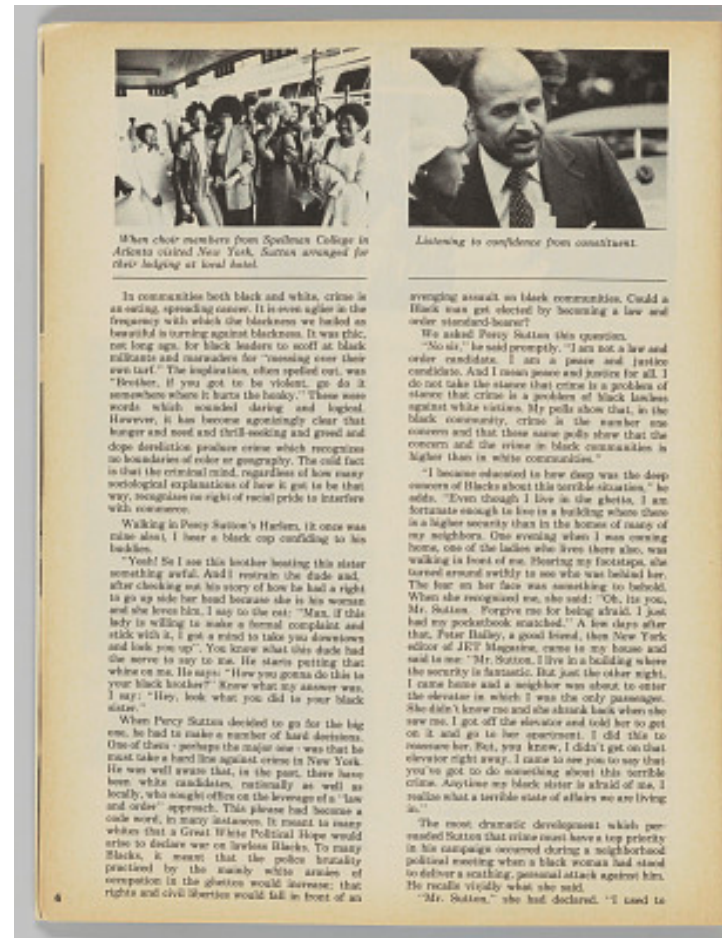 When choir members from Spellman College in
Atlanta visited New York, Sutton arranged for
their lodging at local hotel.
In communities both black and white, crime is
an eating, spreading cancer. It is even uglier in the
frequency with which the blackness we hailed as
beautiful is turning against blackness. It was chic,
not long ago, for black leaders to scoff at black
militants and marauders for "messing over their
own turf." The implication, often spelled out, was
"Brother, if you got to be violent, go do it
somewhere where it hurts the honky." These were
words which sounded daring and logical.
However, it has become agonizingly clear that
hunger and need and thrill-seeking and greed and
dope dereliction produce crime which recognizes
no boundaries of color or geography. The cold fact
is that the criminal mind, regardless of how many
sociological explanations of how it got to be that
way, recognizes no right of racial pride to interfere
with commerce.
Walking in Percy Sutton's Harlem, (it once was
mine also), I hear a black cop confiding to his
buddies.
"Yeah! So I see this brother beating this sister
something awful. And I restrain the dude and,
after checking out his story of how he had a right
to go up side her head because she is his woman
and she loves him, I say to the cat: "Man, if this
lady is willing to make a formal complaint and
stick with it, I got a mind to take you downtown
and lock you up". You know what this dude had
the nerve to say to me. He starts putting that
whine on me. He says: "How you gonna do this to
your black brother?" Know what my answer was,
I say: "Hey, look what you did to your black
sister."
When Percy Sutton decided to go for the big
one, he had to make a number of hard decisions.
One of them - perhaps the major one - was that he
must take a hard line against crime in New York.
He was well aware that, in the past, there have
been white candidates, nationally as well as
locally, who sought office on the leverage of a "law
and order" approach. This phrase had become a
code word, in many instances. It meant to many
whites that a Great White Political Hope would
arise to declare war on lawless Blacks. To many
Blacks, it meant that the police brutality
practiced by the mainly white armies of
occupation in the ghettos would increase; that
rights and civil liberties would fall in front of an
6
Listening to confidence from constituent.
avenging assault on black communities. Could a
Black man get elected by becoming a law and
order standard-bearer?
We asked Percy Sutton this question.
"No sir," he said promptly. "I am not a law and
order candidate. I am a peace and justice
candidate. And I mean peace and justice for all. I
do not take the stance that crime is a problem of
stance that crime is a problem of black lawless
against white victims. My polls show that, in the
black community, crime is the number one
concern and that these same polls show that the
concern and the crime in black communities is
higher than in white communities."
"I became educated to how deep was the deep
concern of Blacks about this terrible situation," he
adds. "Even though I live in the ghetto, I am
fortunate enough to live in a building where there
is a higher security than in the homes of many of
my neighbors. One evening when I was coming
home, one of the ladies who lives there also, was
walking in front of me. Hearing my footsteps, she
turned around swiftly to see who was behind her.
The fear on her face was something to behold.
When she recognized me, she said: "Oh, its you,
Mr. Sutton. Forgive me for being afraid. I just
had my pocketbook snatched." A few days after
that, Peter Bailey, a good friend, then New York
editor of JET Magazine, came to my house and
said to me: "Mr. Sutton, I live in a building where
the security is fantastic. But just the other night,
I came home and a neighbor was about to enter
the elevator in which I was the only passenger.
She didn't know me and she shrank back when she
saw me. I got off the elevator and told her to get
on it and go to her apartment. I did this to
reassure her. But, you know, I didn't get on that
elevator right away. I came to see you to say that
you've got to do something about this terrible
crime. Anytime my black sister is afraid of me, I
realize what a terrible state of affairs we are living
in."
The most dramatic development which per-
suaded Sutton that crime must have a top priority
in his campaign occurred during a neighborhood
political meeting when a black woman had stood
to deliver a scathing, personal attack against him.
He recalls vividly what she said.
"Mr. Sutton," she had declared. "I used to